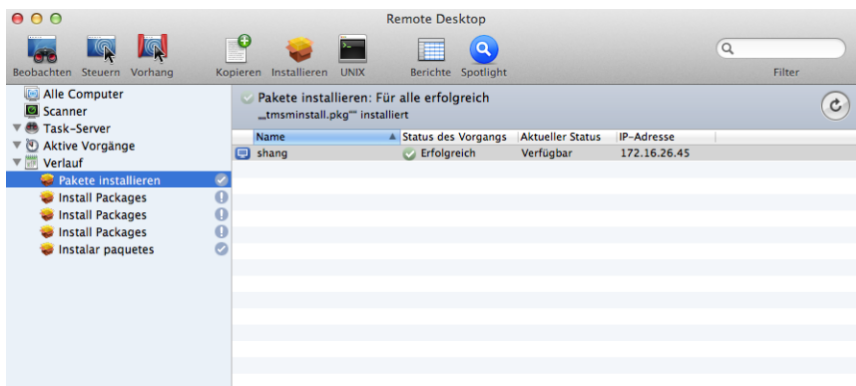 Remote Desktop
Beobachten Steuern Vorhang Kopieren Installieren UNIX Berichte Spotlight Filter
Alle Computer
Scanner
Task-Server
Aktive Vorgänge
Verlauf
Pakete installieren
Install Packages
Install Packages
Install Packages
Instalar paquetes
Pakete installieren: Für alle erfolgreich
„„tmsminstall.pkg““ installiert
Name Status des Vorgangs Aktueller Status IP-Adresse
shang Erfolgreich Verfügbar 172.16.26.45